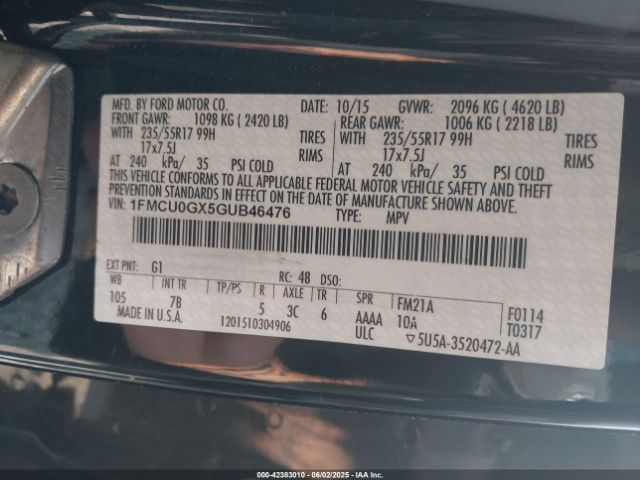 MFD. BY FORD MOTOR CO. DATE: 10/15 GVWR: 2096 KG ( 4620 LB)
FRONT GAWR: 1098 KG ( 2420 LB) REAR GAWR: 1006 KG ( 2218 LB)
WITH 235/55R17 99H TIRES WITH 235/55R17 99H TIRES
17x7.5J RIMS 17x7.5J RIMS
AT 240 kPa/ 35 PSI COLD AT 240 kPa/ 35 PSI COLD
THIS VEHICLE CONFORMS TO ALL APPLICABLE FEDERAL MOTOR VEHICLE SAFETY AND THEFT
PREVENTION STANDARDS IN EFFECT ON THE DATE OF MANUFACTURE SHOWN ABOVE.
VIN: 1FMCU0GX5GUB46476 TYPE: MPV
EXT PNT: G1 RC: 48 DSO:
WB INT TR TP/PS R AXLE TR SPR FM21A F0114
105 7B 5 3C 6 AAAA 10A T0317
MADE IN U.S.A. 1201510304906 ULC ▽5U5A-3520472-AA
000-42383010 | 06/02/2025 - Copyright IAA, LLC